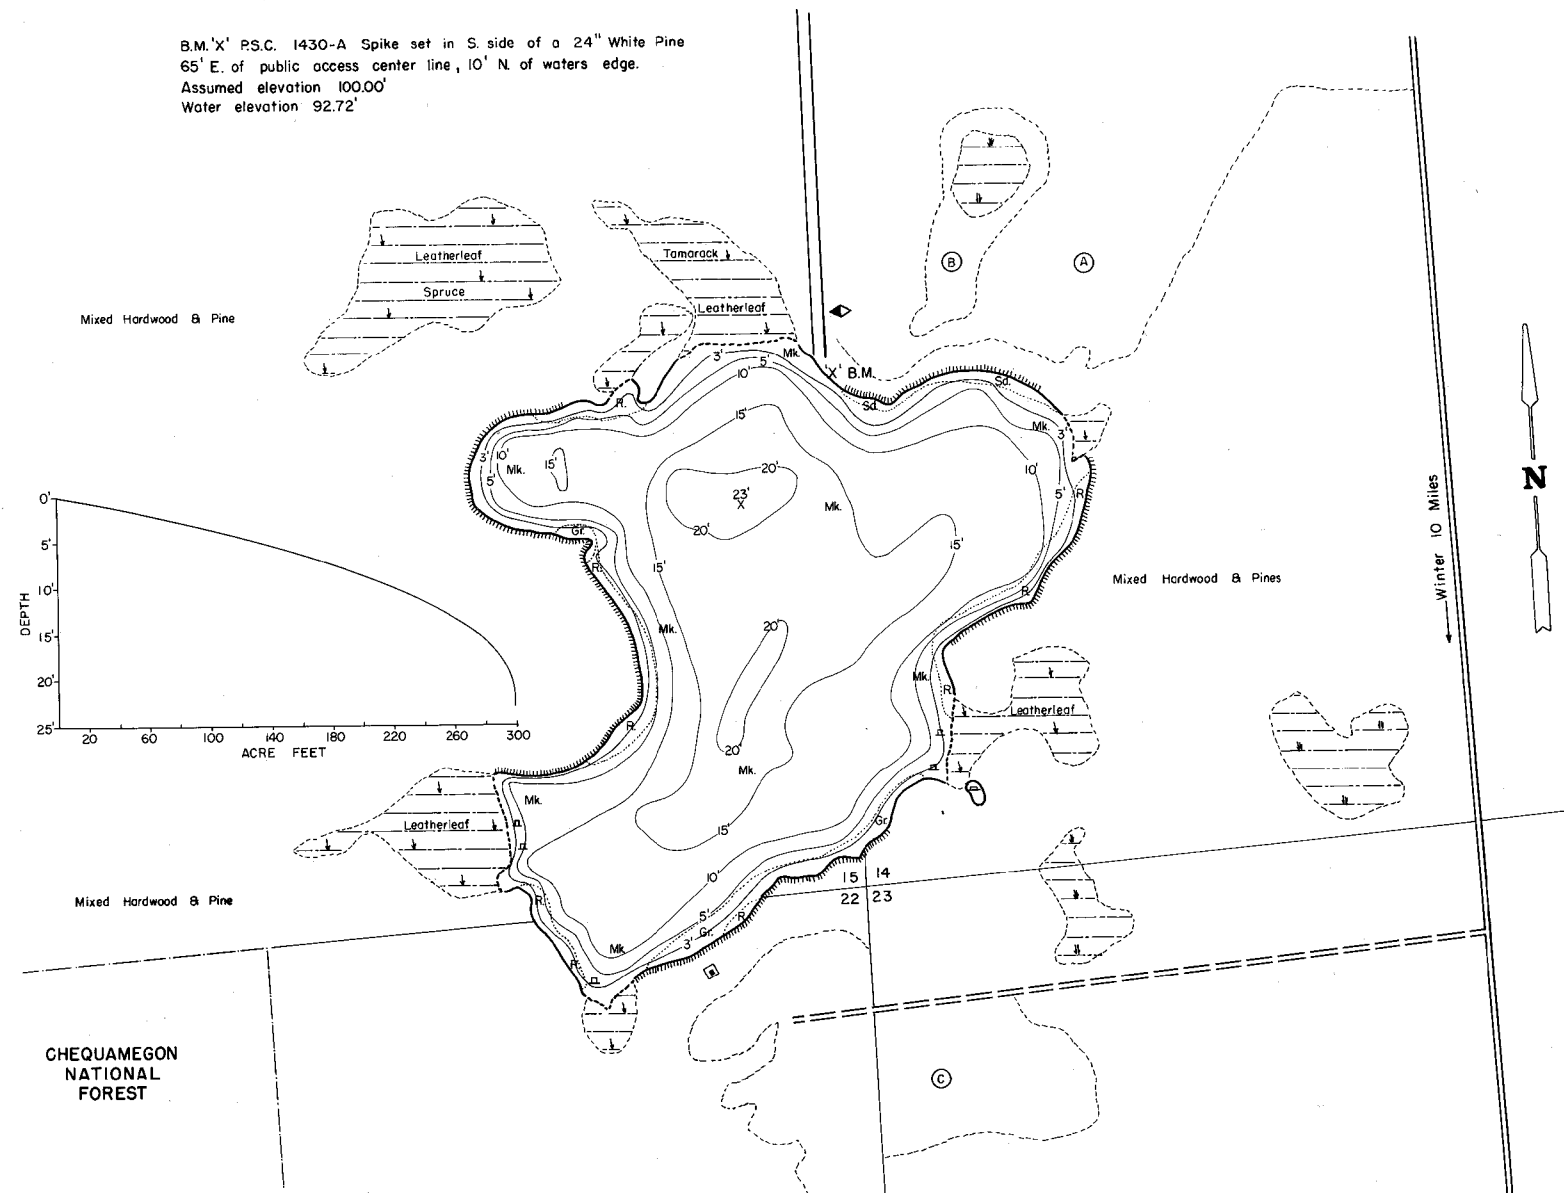 B.M.'X' P.S.C. 1430-A Spike set in S. side of a 24" White Pine
65' E. of public access center line, 10' N. of waters edge.
Assumed elevation 100.00'
Water elevation 92.72'
B
A
Leatherleaf
Spruce
Tamarack
Leatherleaf
Mixed Hardwood & Pine
3'
5'
10'
Mk.
'X' B.M.
Sd.
Sd.
R.
15'
Mk.
3'
3'
10'
5'
Mk.
15'
20'
23'
X
20'
Mk.
10'
5'
R.
N
Winter 10 Miles
Gr.
R.
15'
15'
Mixed Hardwood & Pines
R.
Mk.
20'
Mk.
R.
Leatherleaf
R.
20'
Mk.
0'
5'
10'
15'
20'
25'
DEPTH
20
60
100
140
180
220
260
300
ACRE FEET
Mk.
Leatherleaf
15'
Gr.
10'
15 14
22 23
Mixed Hardwood & Pine
R.
5'
R.
Gr.
3'
Mk.
R.
CHEQUAMEGON
NATIONAL
FOREST
C